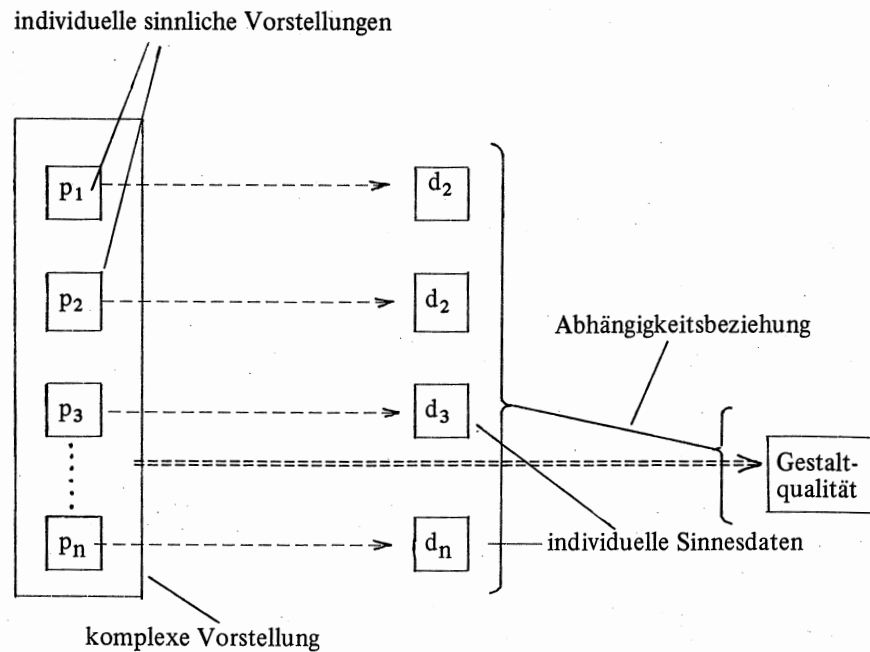 individuelle sinnliche Vorstellungen
p₁
d₂
p₂
d₂
Abhängigkeitsbeziehung
p₃
d₃
Gestalt-
qualität
pₙ
dₙ
individuelle Sinnesdaten
komplexe Vorstellung